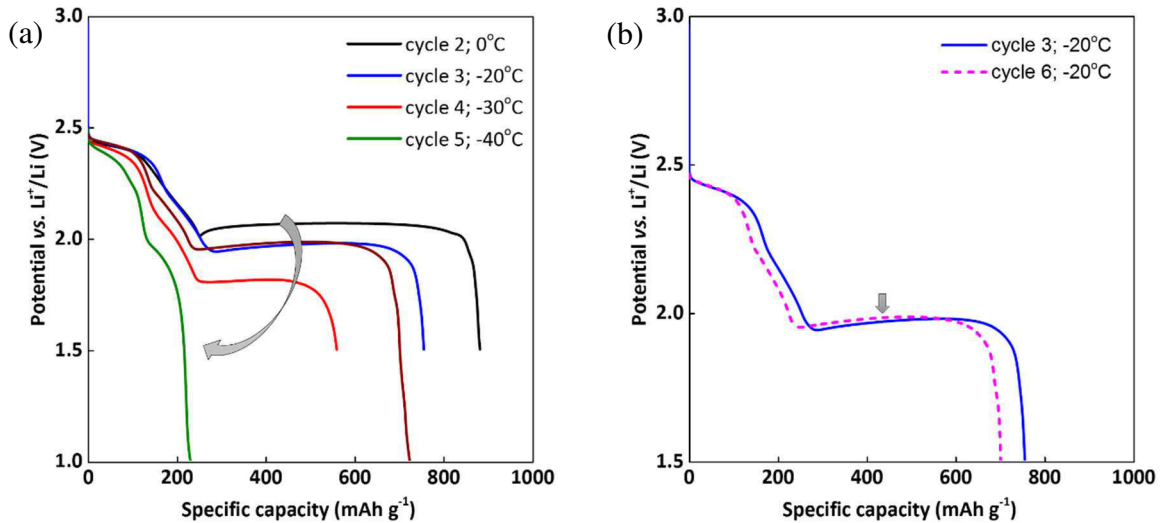 (a)
3.0
2.5
2.0
1.5
1.0
Potential vs. Li⁺/Li (V)
cycle 2; 0°C
cycle 3; -20°C
cycle 4; -30°C
cycle 5; -40°C
0 200 400 600 800 1000
Specific capacity (mAh g⁻¹)
(b)
3.0
2.5
2.0
1.5
Potential vs. Li⁺/Li (V)
cycle 3; -20°C
cycle 6; -20°C
0 200 400 600 800 1000
Specific capacity (mAh g⁻¹)